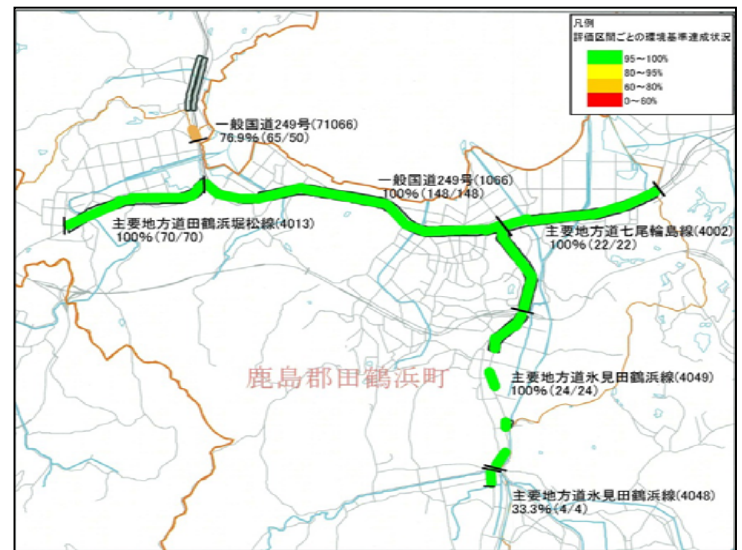 凡例
評価区間ごとの環境基準達成状況
95～100%
80～95%
60～80%
0～60%
一般国道249号(71066)
76.9%(65/50)
一般国道249号(1066)
100%(148/148)
主要地方道田鶴浜堀松線(4013)
100%(70/70)
主要地方道七尾輪島線(4002)
100%(22/22)
鹿島郡田鶴浜町
主要地方道氷見田鶴浜線(4049)
100%(24/24)
主要地方道氷見田鶴浜線(4048)
33.3%(4/4)